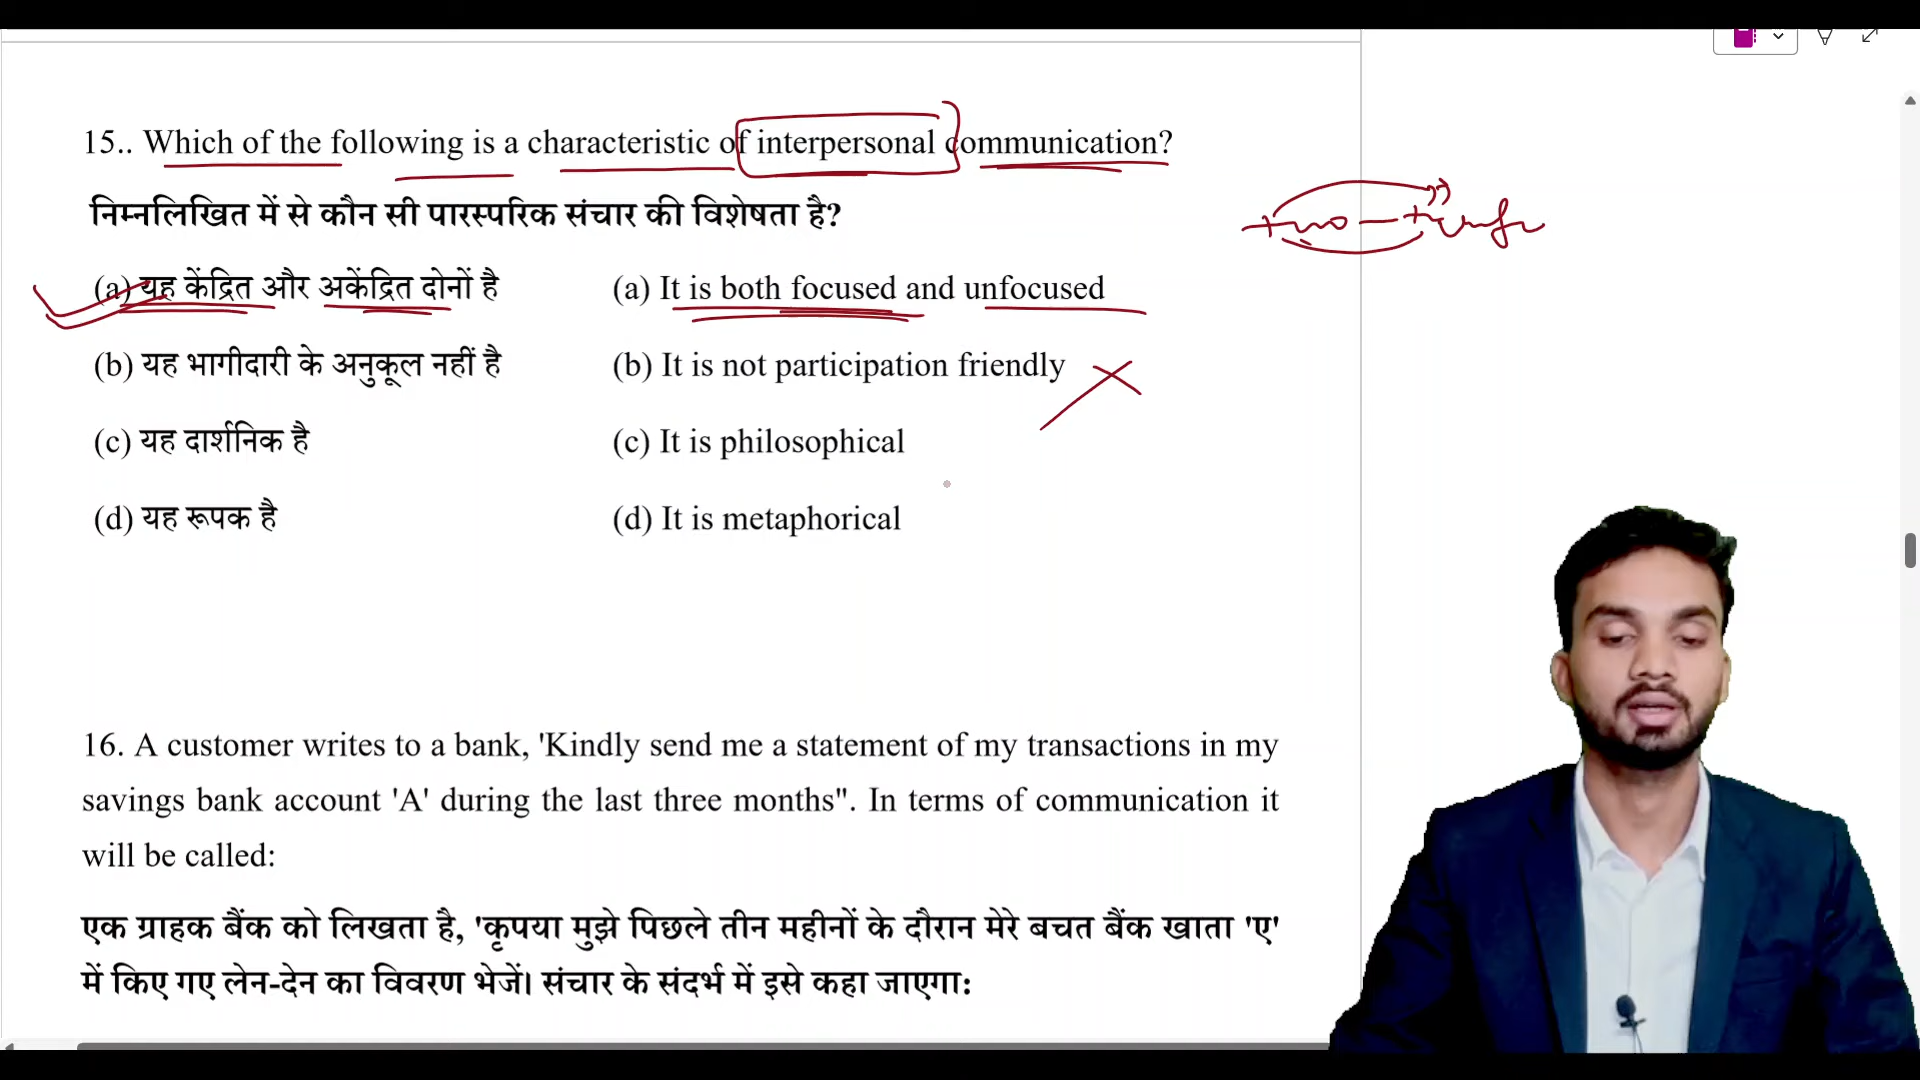 15.. Which of the following is a characteristic of interpersonal communication?
निम्नलिखित में से कौन सी पारस्परिक संचार की विशेषता है?
(a) यह केंद्रित और अकेंद्रित दोनों है (a) It is both focused and unfocused
(b) यह भागीदारी के अनुकूल नहीं है (b) It is not participation friendly
(c) यह दार्शनिक है (c) It is philosophical
(d) यह रूपक है (d) It is metaphorical
16. A customer writes to a bank, 'Kindly send me a statement of my transactions in my
savings bank account 'A' during the last three months". In terms of communication it
will be called:
एक ग्राहक बैंक को लिखता है, 'कृपया मुझे पिछले तीन महीनों के दौरान मेरे बचत बैंक खाता 'ए'
में किए गए लेन-देन का विवरण भेजें। संचार के संदर्भ में इसे कहा जाएगा: